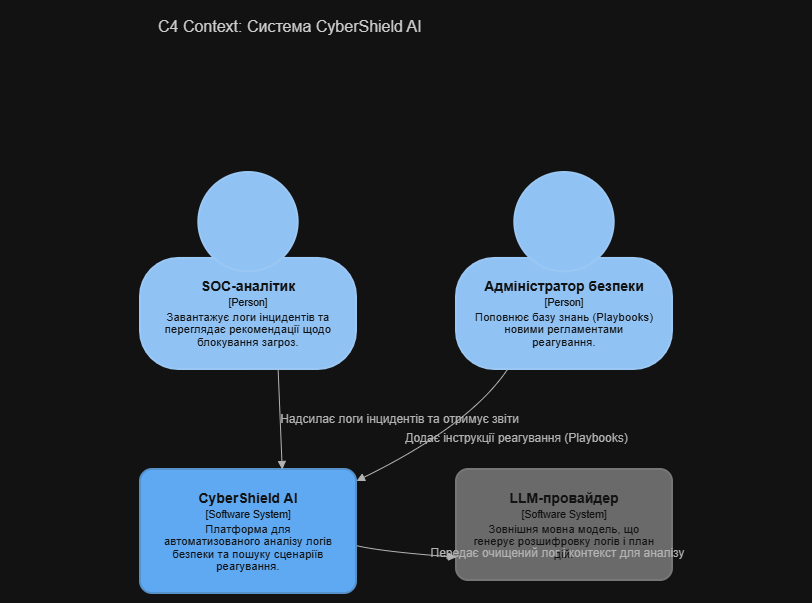 C4 Context: Система CyberShield AI
SOC-аналітик
[Person]
Завантажує логи інцидентів та
переглядає рекомендації щодо
блокування загроз.
Адміністратор безпеки
[Person]
Поповнює базу знань (Playbooks)
новими регламентами
реагування.
Надсилає логи інцидентів та отримує звіти
Додає інструкції реагування (Playbooks)
CyberShield AI
[Software System]
Платформа для
автоматизованого аналізу логів
безпеки та пошуку сценаріїв
реагування.
LLM-провайдер
[Software System]
Зовнішня мовна модель, що
генерує розшифровку логів і план
дій.
Передає очищений лог і контекст для аналізу